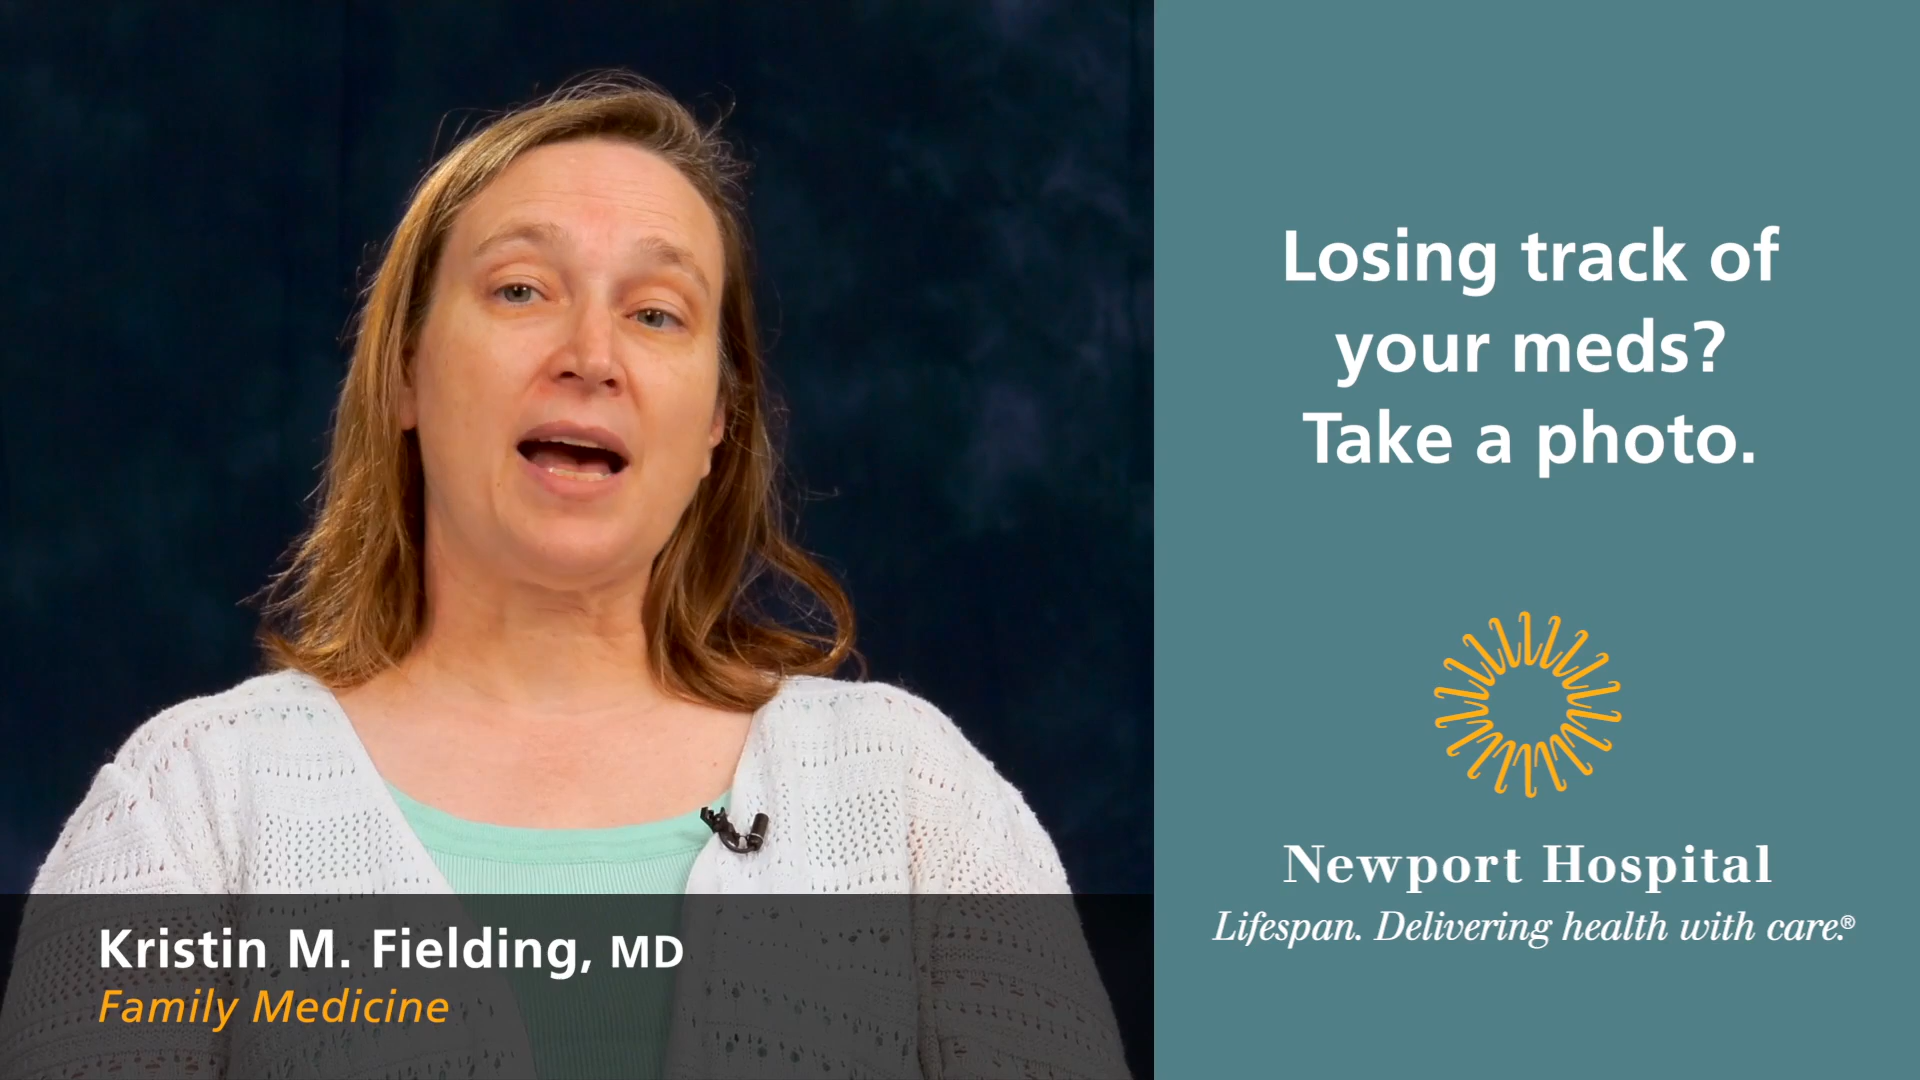 Losing track of
your meds?
Take a photo.
Newport Hospital
Lifespan. Delivering health with care.®
Kristin M. Fielding, MD
Family Medicine